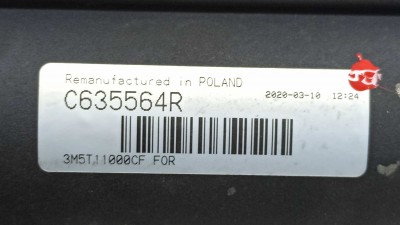 Remanufactured in POLAND
C635564R
2020-03-10 12:24
3M5T11000CF FOR